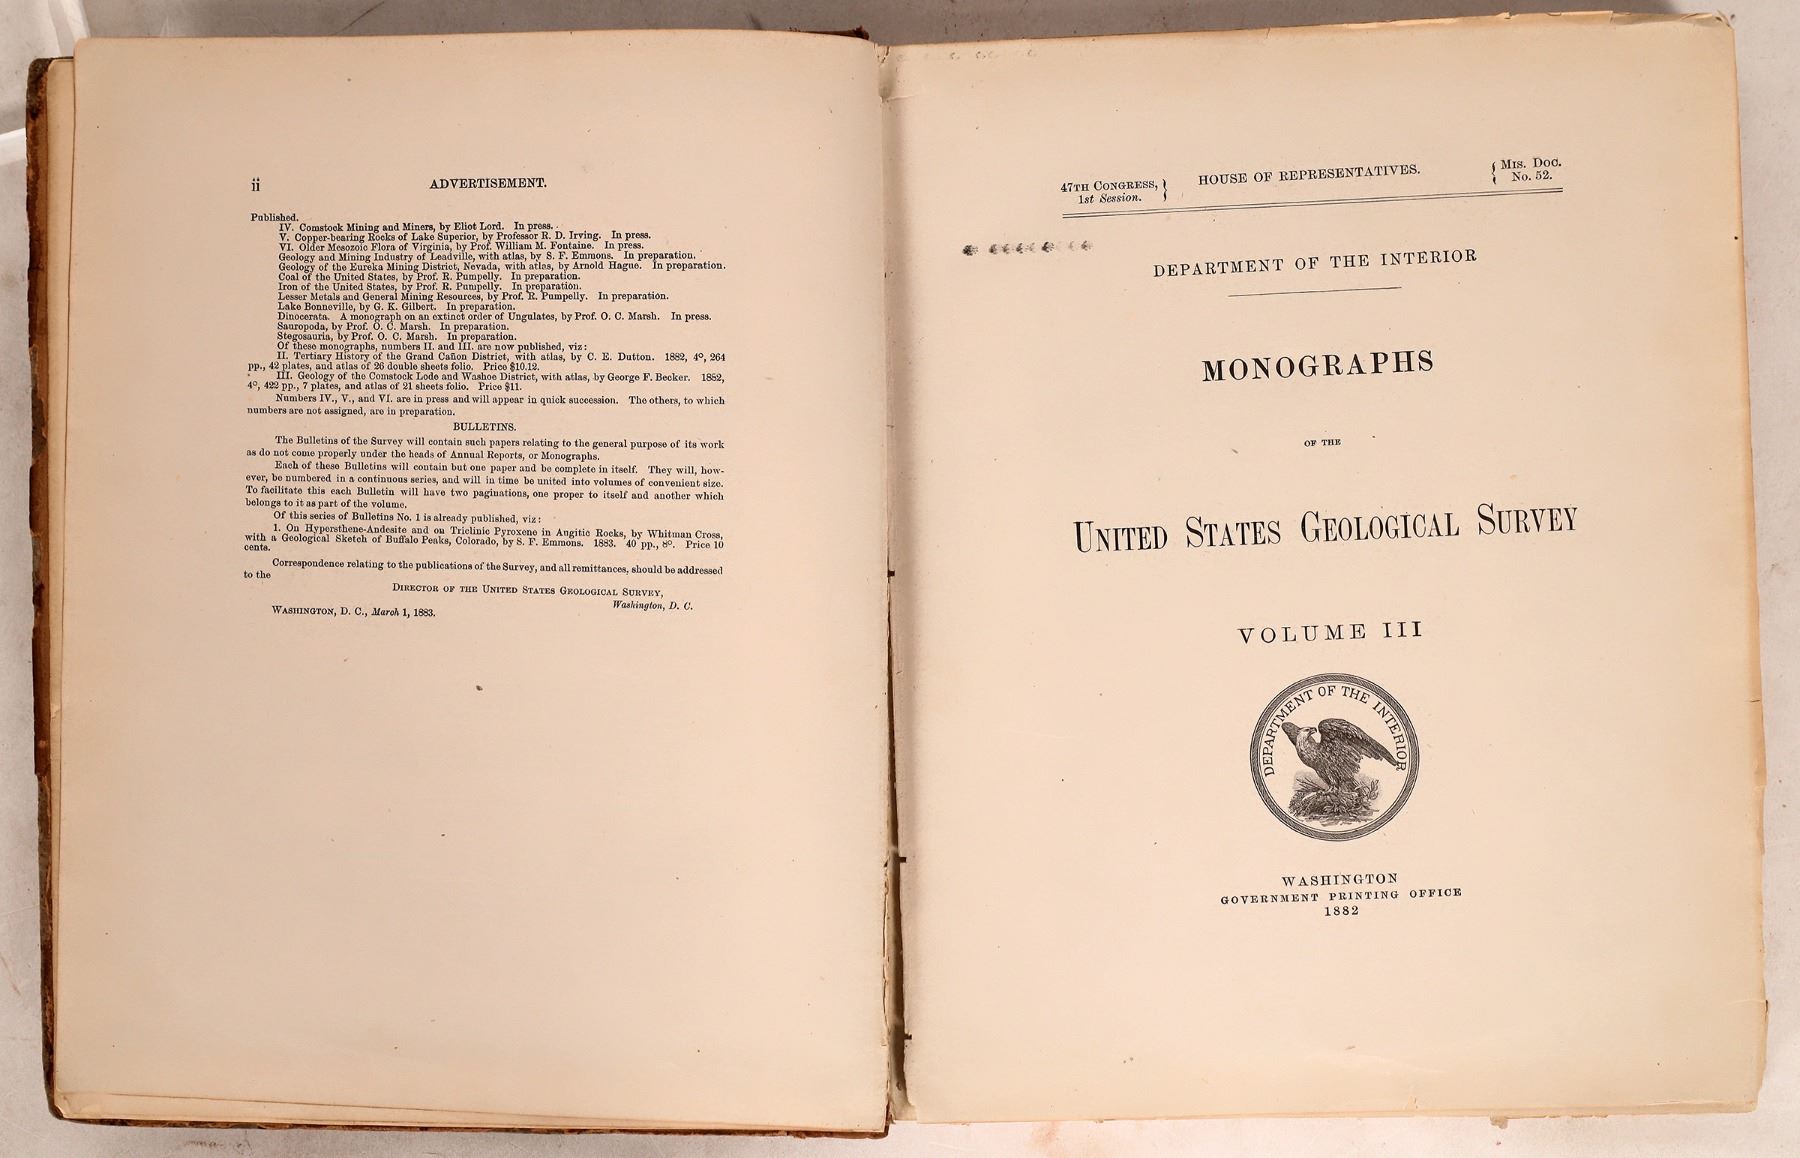 ii
ADVERTISEMENT.
Published.
IV. Comstock Mining and Miners, by Eliot Lord. In press.
V. Copper-bearing Rocks of Lake Superior, by Professor R. D. Irving. In press.
VI. Older Mesozoic Flora of Virginia, by Prof. William M. Fontaine. In press.
Geology and Mining Industry of Leadville, with atlas, by S. F. Emmons. In preparation.
Geology of the Eureka Mining District, Nevada, with atlas, by Arnold Hague. In preparation.
Coal of the United States, by Prof. R. Pumpelly. In preparation.
Iron of the United States, by Prof. R. Pumpelly. In preparation.
Lesser Metals and General Mining Resources, by Prof. R. Pumpelly. In preparation.
Lake Bonneville, by G. K. Gilbert. In preparation.
Dinocerata. A monograph on an extinct order of Ungulates, by Prof. O. C. Marsh. In press.
Sauropoda, by Prof. O. C. Marsh. In preparation.
Stegosauria, by Prof. O. C. Marsh. In preparation.
Of these monographs, numbers II. and III. are now published, viz:
II. Tertiary History of the Grand Cañon District, with atlas, by C. E. Dutton. 1882, 4°, 264
pp., 42 plates, and atlas of 26 double sheets folio. Price $10.12.
III. Geology of the Comstock Lode and Washoe District, with atlas, by George F. Becker. 1882,
4°, 422 pp., 7 plates, and atlas of 21 sheets folio. Price $11.
Numbers IV., V., and VI. are in press and will appear in quick succession. The others, to which
numbers are not assigned, are in preparation.
BULLETINS.
The Bulletins of the Survey will contain such papers relating to the general purpose of its work
as do not come properly under the heads of Annual Reports, or Monographs.
Each of these Bulletins will contain but one paper and be complete in itself. They will, how-
ever, be numbered in a continuous series, and will in time be united into volumes of convenient size.
To facilitate this each Bulletin will have two paginations, one proper to itself and another which
belongs to it as part of the volume.
Of this series of Bulletins No. 1 is already published, viz:
1. On Hypersthene-Andesite and on Triclinic Pyroxene in Augitic Rocks, by Whitman Cross,
with a Geological Sketch of Buffalo Peaks, Colorado, by S. F. Emmons. 1883. 40 pp., 8°. Price 10
cents.
Correspondence relating to the publications of the Survey, and all remittances, should be addressed
to the
DIRECTOR OF THE UNITED STATES GEOLOGICAL SURVEY,
Washington, D. C.
WASHINGTON, D. C., March 1, 1883.
47TH CONGRESS, } HOUSE OF REPRESENTATIVES. { MIS. DOC.
1st Session. } { No. 52.
DEPARTMENT OF THE INTERIOR
MONOGRAPHS
OF THE
UNITED STATES GEOLOGICAL SURVEY
VOLUME III
DEPARTMENT OF THE INTERIOR
WASHINGTON
GOVERNMENT PRINTING OFFICE
1882